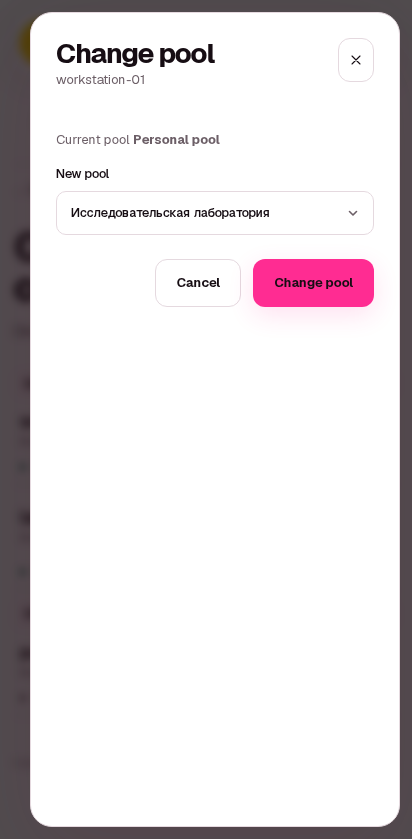 Change pool
workstation-01
Current pool Personal pool
New pool
Исследовательская лаборатория
Cancel
Change pool